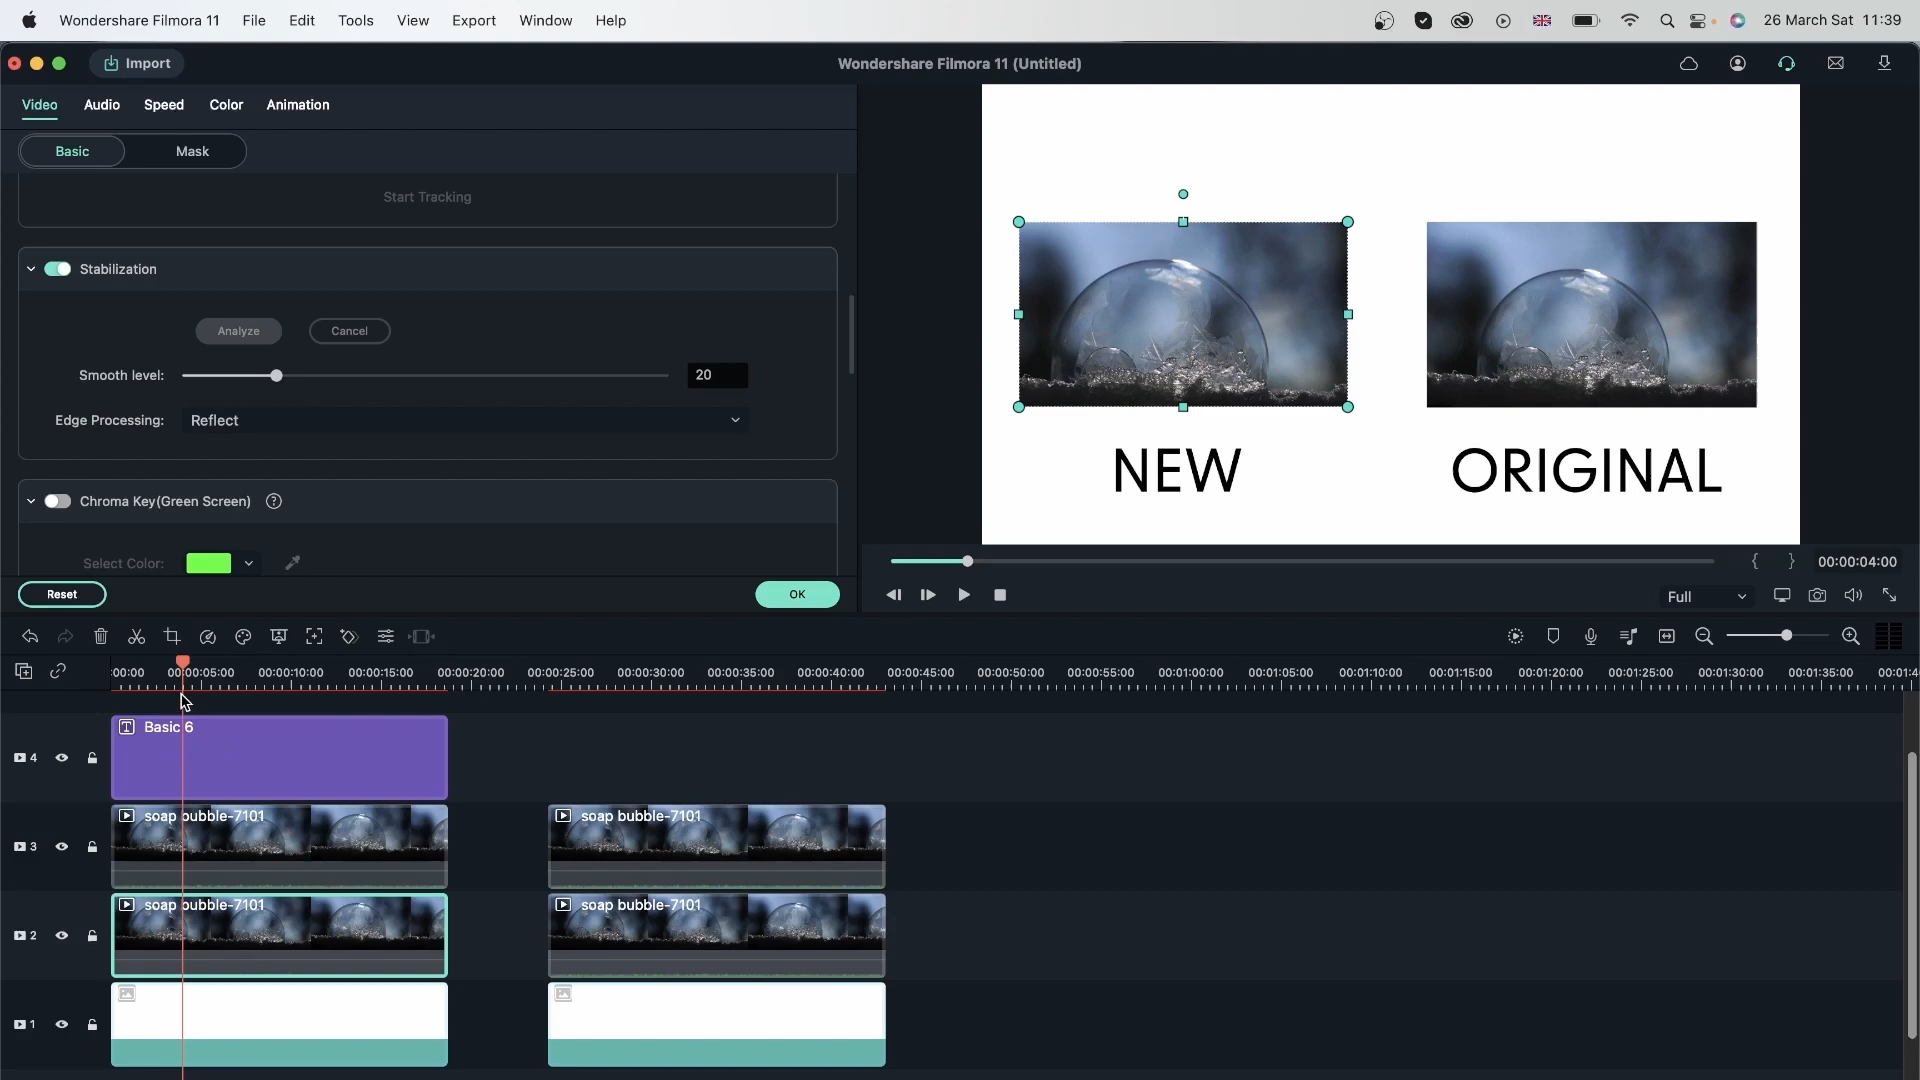 Wondershare Filmora 11 File Edit Tools View Export Window Help 26 March Sat 11:39
Import Wondershare Filmora 11 (Untitled)
Video Audio Speed Color Animation
Basic Mask
Start Tracking
Stabilization
Analyze Cancel
Smooth level: 20
Edge Processing: Reflect
Chroma Key(Green Screen)
Select Color:
Reset OK
NEW ORIGINAL
{ } 00:00:04:00
Full
:00:00 00:00:05:00 00:00:10:00 00:00:15:00 00:00:20:00 00:00:25:00 00:00:30:00 00:00:35:00 00:00:40:00 00:00:45:00 00:00:50:00 00:00:55:00 00:01:00:00 00:01:05:00 00:01:10:00 00:01:15:00 00:01:20:00 00:01:25:00 00:01:30:00 00:01:35:00 00:01:4
4 Basic 6
3 soap bubble-7101 soap bubble-7101
2 soap bubble-7101 soap bubble-7101
1